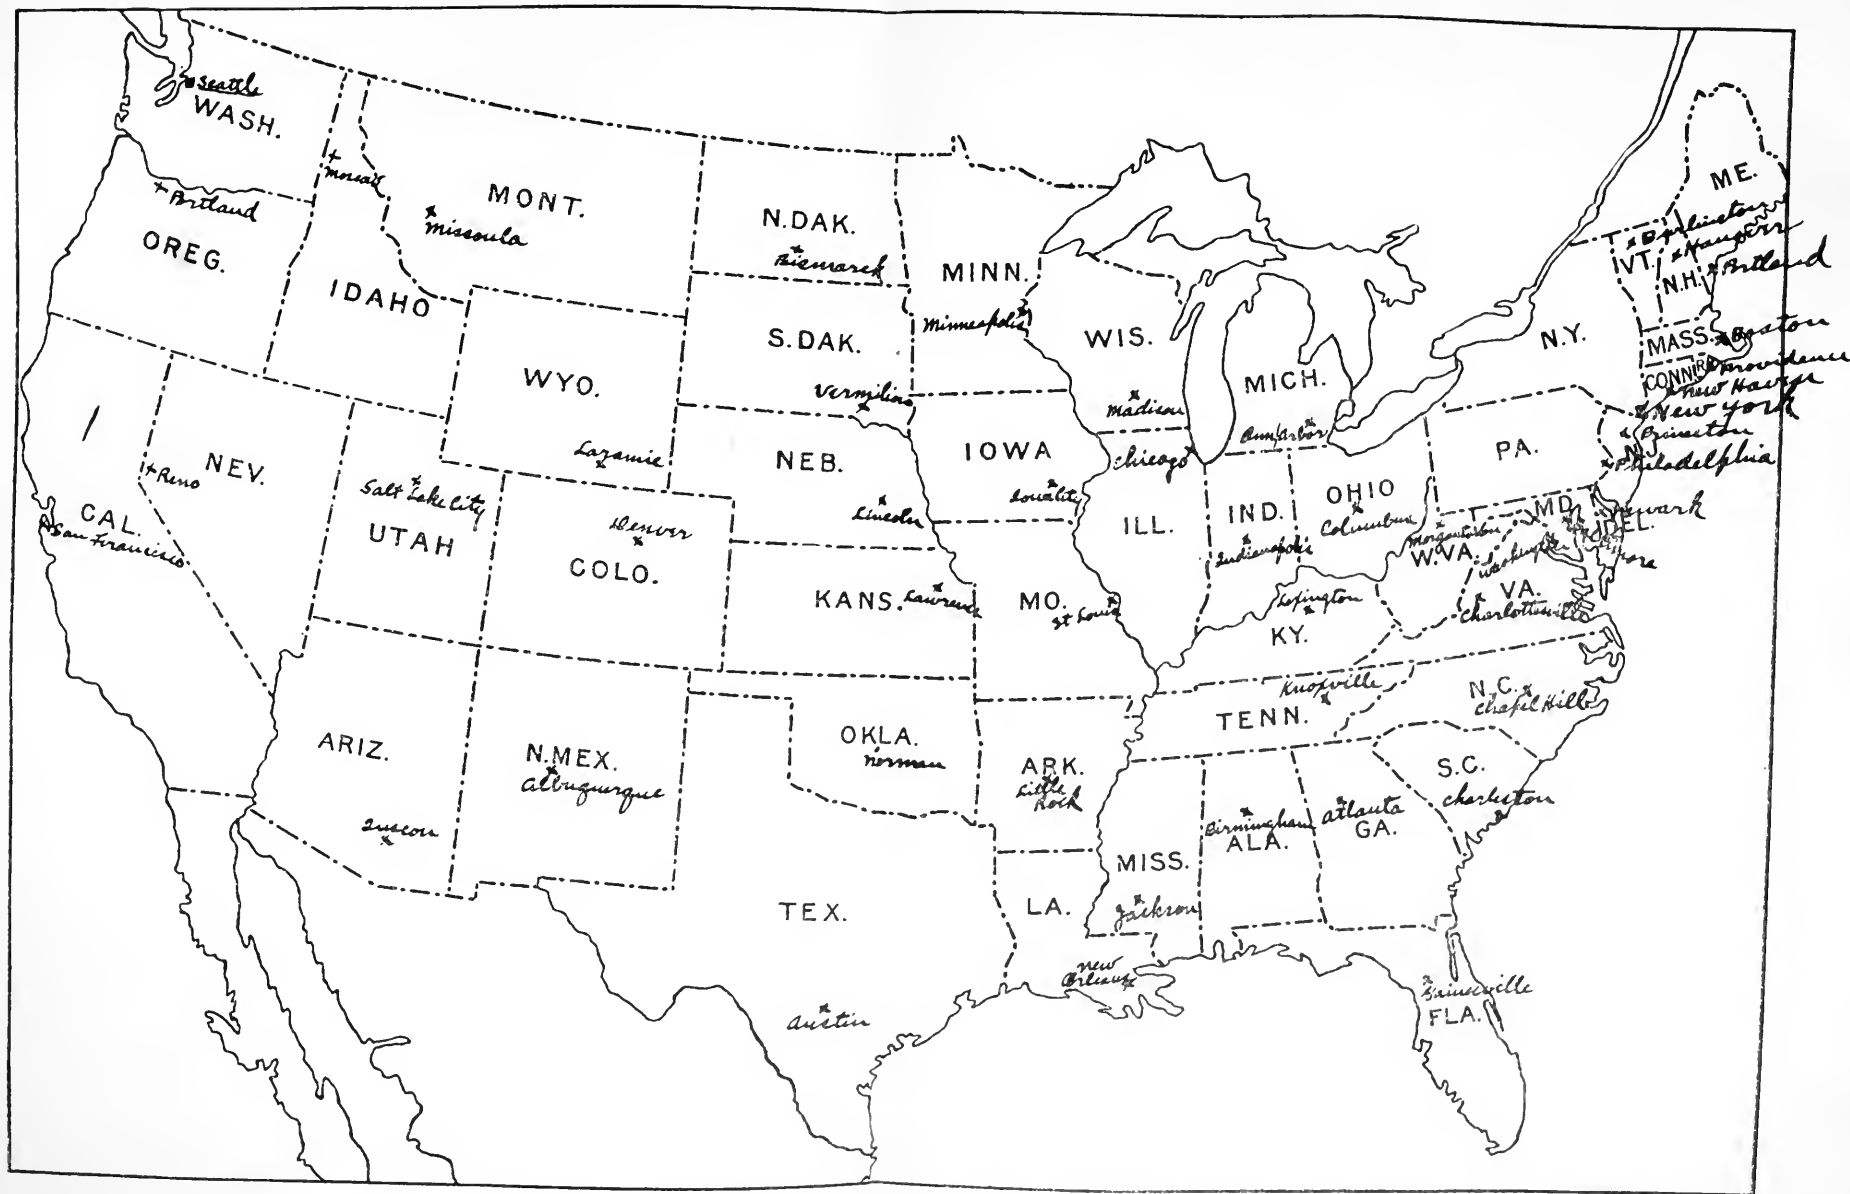 Seattle
WASH.
Moscow
Portland
OREG.
MONT.
Missoula
IDAHO
N.DAK.
Bismarck
MINN.
Minneapolis
S.DAK.
Vermilion
WYO.
Laramie
WIS.
Madison
MICH.
Ann Arbor
ME.
Burlington
Hanover
VT.
N.H.
Portland
N.Y.
MASS.
Boston
CONN.
R.I.
Providence
New Haven
New York
Princeton
N.J.
Philadelphia
PA.
NEV.
Reno
CAL.
San Francisco
Salt Lake City
UTAH
Denver
COLO.
NEB.
Lincoln
IOWA
Iowa City
Chicago
ILL.
IND.
Indianapolis
OHIO
Columbus
Morgantown
W.VA.
MD.
Newark
DEL.
Washington
VA.
Charlottesville
KANS.
Lawrence
MO.
St Louis
Lexington
KY.
Knoxville
TENN.
N.C.
Chapel Hill
ARIZ.
Tuscon
N.MEX.
Albuquerque
OKLA.
Norman
ARK.
Little
Rock
S.C.
Charleston
Birmingham
ALA.
Atlanta
GA.
MISS.
Jackson
TEX.
Austin
LA.
New
Orleans
Gainesville
FLA.